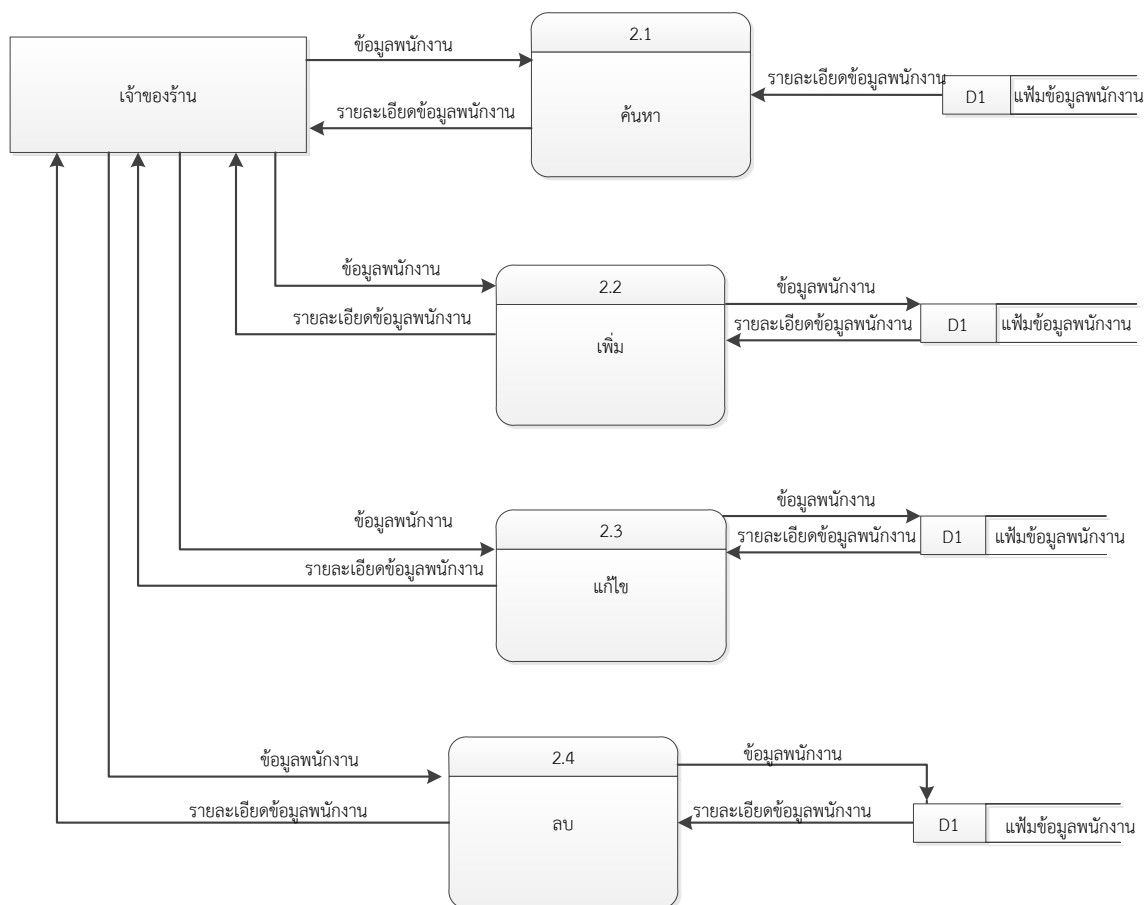 เจ้าของร้าน
ข้อมูลพนักงาน
รายละเอียดข้อมูลพนักงาน
2.1
ค้นหา
รายละเอียดข้อมูลพนักงาน
D1
แฟ้มข้อมูลพนักงาน
ข้อมูลพนักงาน
รายละเอียดข้อมูลพนักงาน
2.2
เพิ่ม
ข้อมูลพนักงาน
รายละเอียดข้อมูลพนักงาน
D1
แฟ้มข้อมูลพนักงาน
ข้อมูลพนักงาน
รายละเอียดข้อมูลพนักงาน
2.3
แก้ไข
ข้อมูลพนักงาน
รายละเอียดข้อมูลพนักงาน
D1
แฟ้มข้อมูลพนักงาน
ข้อมูลพนักงาน
รายละเอียดข้อมูลพนักงาน
2.4
ลบ
ข้อมูลพนักงาน
รายละเอียดข้อมูลพนักงาน
D1
แฟ้มข้อมูลพนักงาน